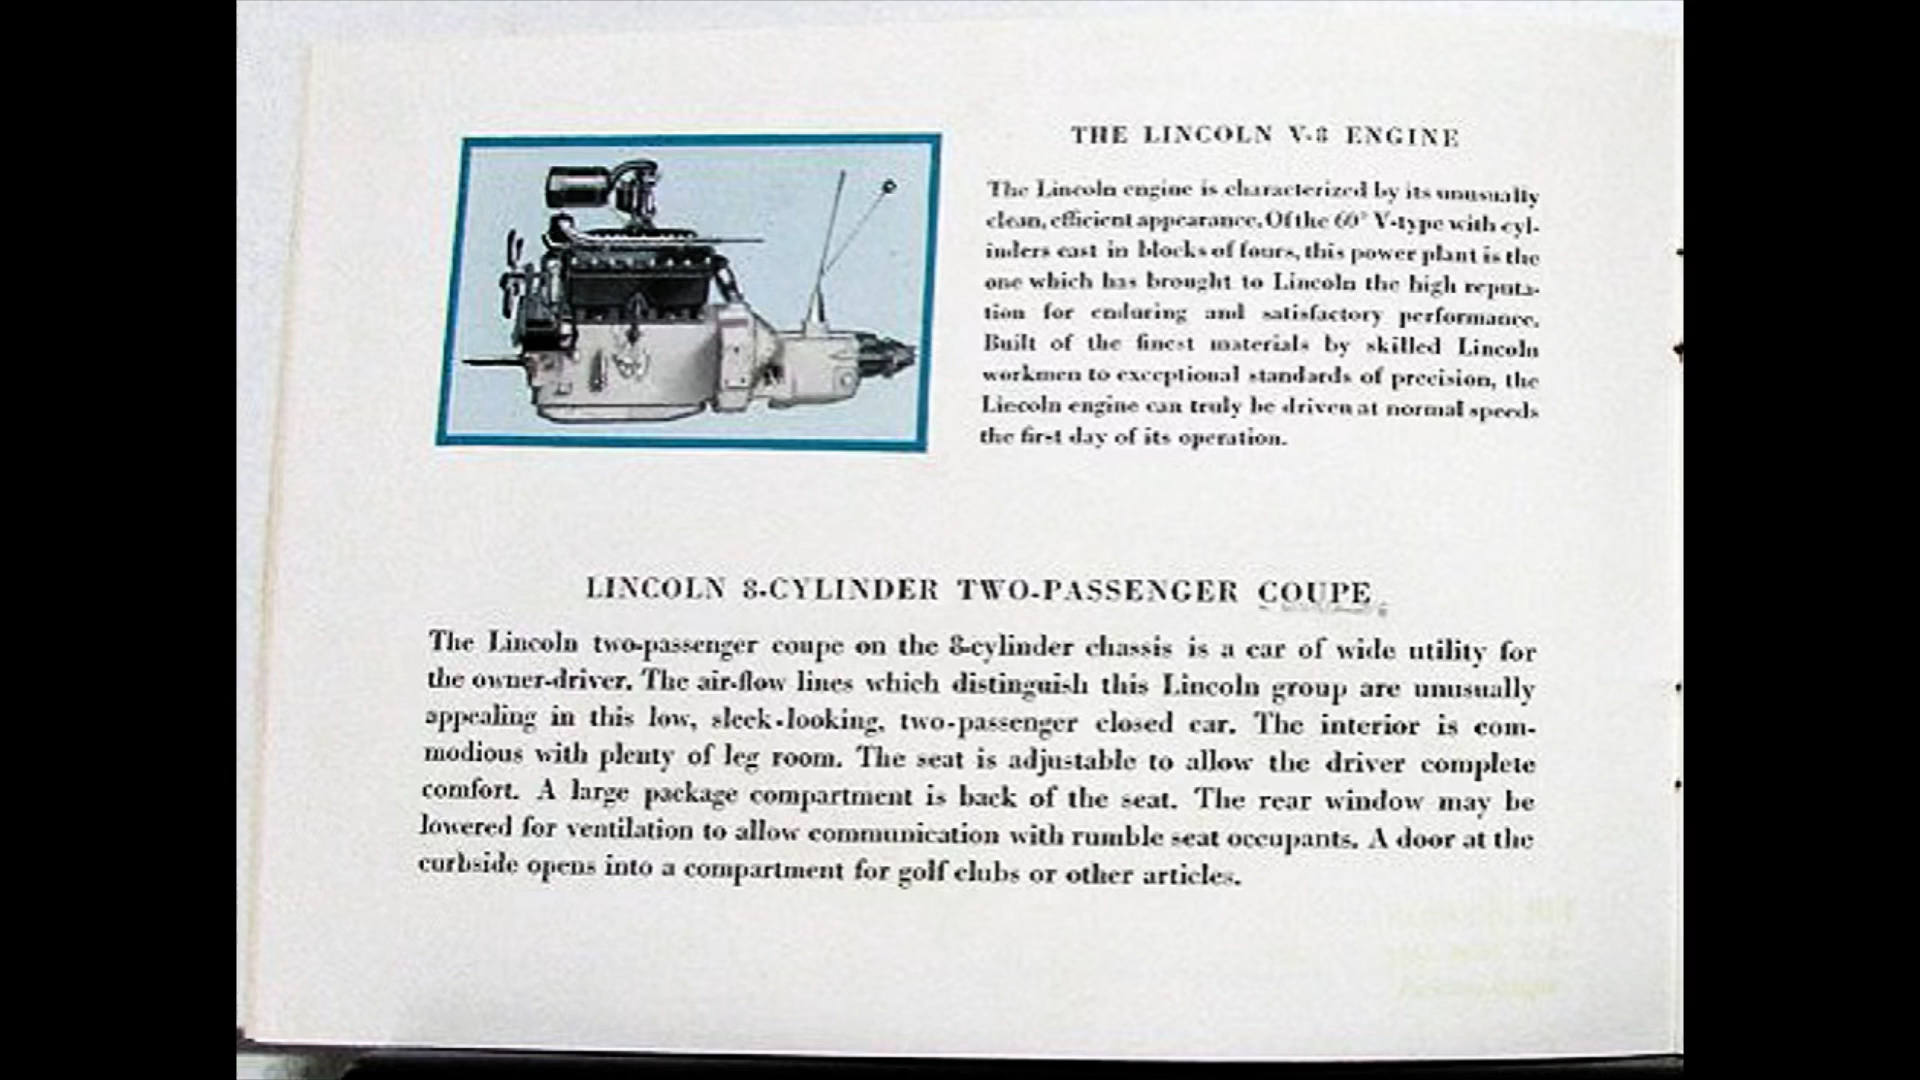 THE LINCOLN V-8 ENGINE
The Lincoln engine is characterized by its unusually
clean, efficient appearance. Of the 60° V-type with cyl-
inders cast in blocks of fours, this power plant is the
one which has brought to Lincoln the high reputa-
tion for enduring and satisfactory performance.
Built of the finest materials by skilled Lincoln
workmen to exceptional standards of precision, the
Lincoln engine can truly be driven at normal speeds
the first day of its operation.
LINCOLN 8-CYLINDER TWO-PASSENGER COUPE
The Lincoln two-passenger coupe on the 8-cylinder chassis is a car of wide utility for
the owner-driver. The air-flow lines which distinguish this Lincoln group are unusually
appealing in this low, sleek-looking, two-passenger closed car. The interior is com-
modious with plenty of leg room. The seat is adjustable to allow the driver complete
comfort. A large package compartment is back of the seat. The rear window may be
lowered for ventilation to allow communication with rumble seat occupants. A door at the
curbside opens into a compartment for golf clubs or other articles.